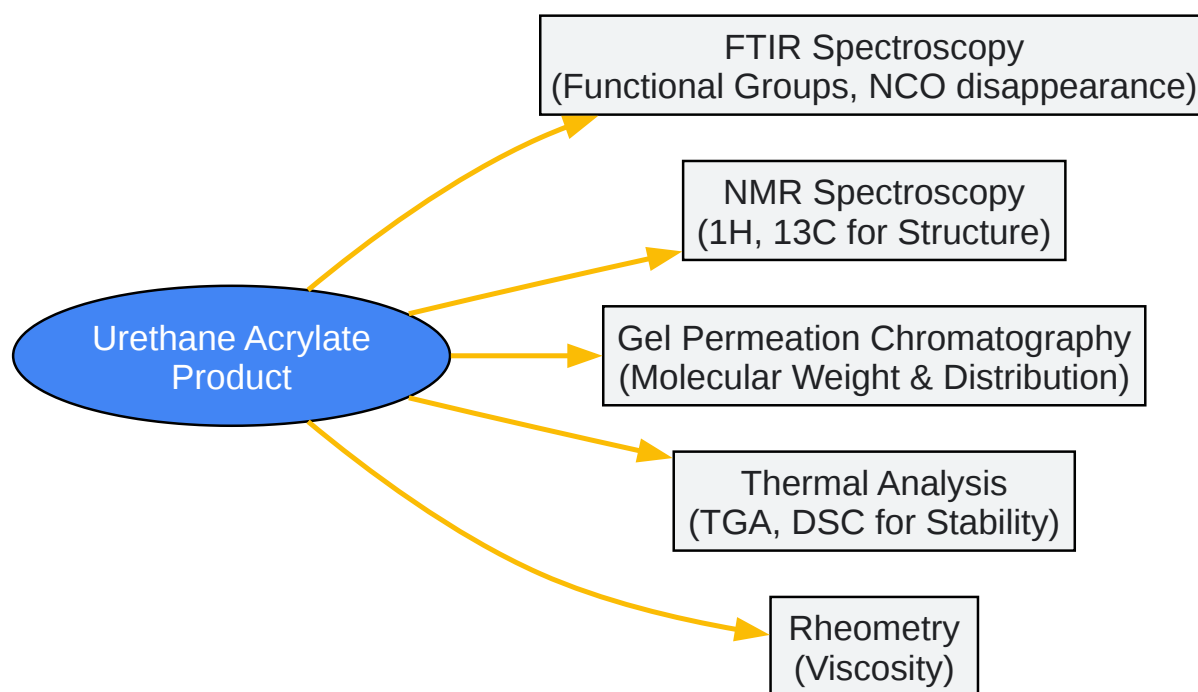 FTIR Spectroscopy
(Functional Groups, NCO disappearance)
NMR Spectroscopy
(1H, 13C for Structure)
Urethane Acrylate
Product
Gel Permeation Chromatography
(Molecular Weight & Distribution)
Thermal Analysis
(TGA, DSC for Stability)
Rheometry
(Viscosity)